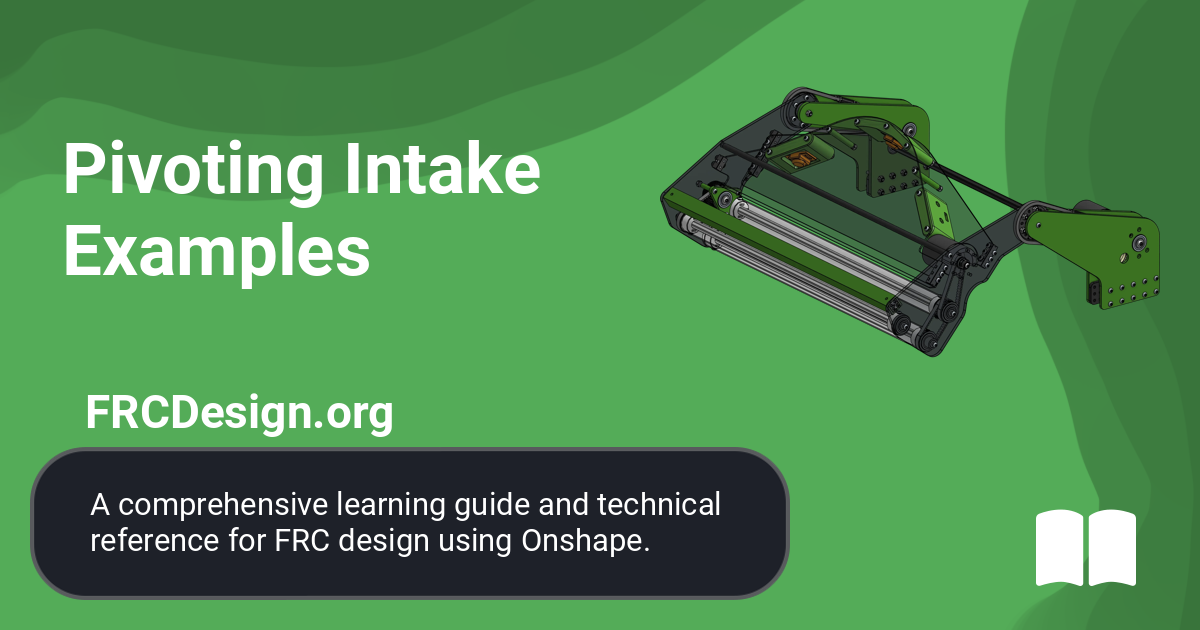 Pivoting Intake
Examples
FRCDesign.org
A comprehensive learning guide and technical
reference for FRC design using Onshape.